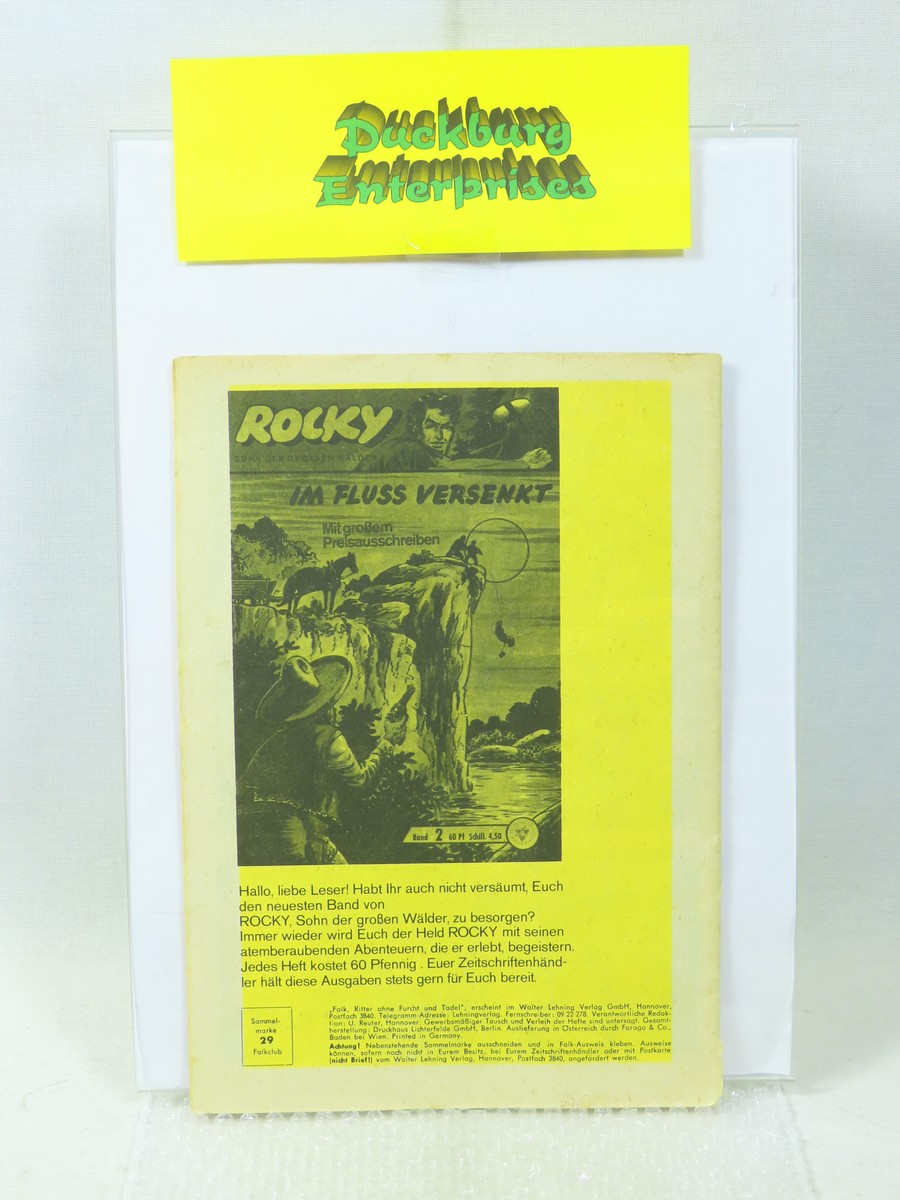 Duckburg
Enterprises
ROCKY
SOHN DER GROSSEN WÄLDER
IM FLUSS VERSENKT
Mit großem
Preisausschreiben
Band 2 60 Pf Schill. 4,50
Hallo, liebe Leser! Habt Ihr auch nicht versäumt, Euch
den neuesten Band von
ROCKY, Sohn der großen Wälder, zu besorgen?
Immer wieder wird Euch der Held ROCKY mit seinen
atemberaubenden Abenteuern, die er erlebt, begeistern.
Jedes Heft kostet 60 Pfennig . Euer Zeitschriftenhänd-
ler hält diese Ausgaben stets gern für Euch bereit.
Sammel-
marke
29
Falkclub
„Falk, Ritter ohne Furcht und Tadel", erscheint im Walter Lehning Verlag GmbH, Hannover,
Postfach 3840. Telegramm-Adresse: Lehningverlag. Fernschreiber: 09 22 278. Verantwortliche Redak-
tion: U. Reuter, Hannover. Gewerbsmäßiger Tausch und Verleih der Hefte sind untersagt. Gesamt-
herstellung: Druckhaus Lichterfelde GmbH, Berlin. Auslieferung in Österreich durch Farago & Co.,
Baden bei Wien. Printed in Germany.
Achtung! Nebenstehende Sammelmarke ausschneiden und in Falk-Ausweis kleben. Ausweise
können, sofern noch nicht in Eurem Besitz, bei Eurem Zeitschriftenhändler oder mit Postkarte
(nicht Brief!) vom Walter Lehning Verlag, Hannover, Postfach 3840, angefordert werden.